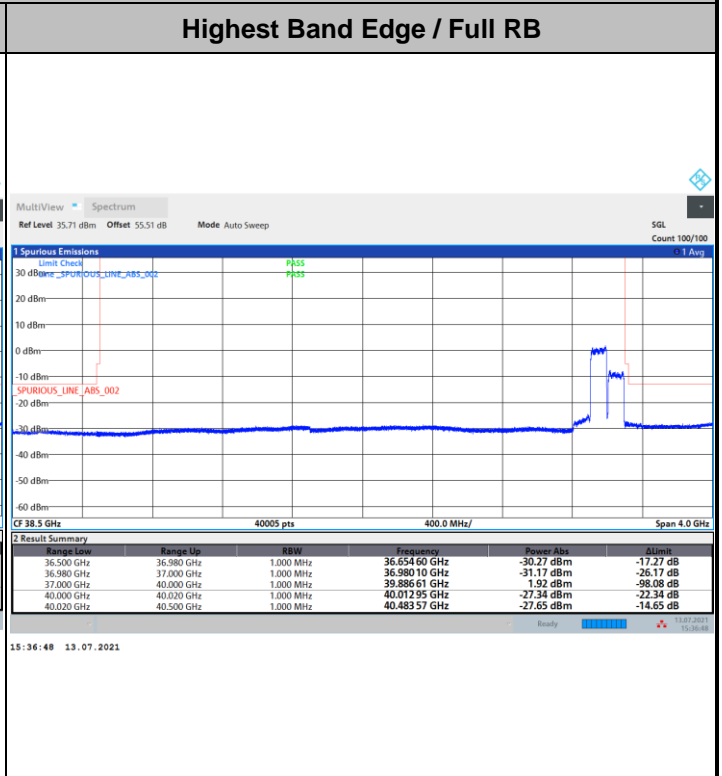 Highest Band Edge / Full RB
MultiView Spectrum
Ref Level 35.71 dBm Offset 55.51 dB Mode Auto Sweep SGL
Count 100/100
1 Spurious Emissions 1 Avg
Limit Check PASS
30 dBm Line _SPURIOUS_LINE_ABS_002 PASS
20 dBm
10 dBm
0 dBm
-10 dBm
_SPURIOUS_LINE_ABS_002
-20 dBm
-30 dBm
-40 dBm
-50 dBm
-60 dBm
CF 38.5 GHz 40005 pts 400.0 MHz/ Span 4.0 GHz
2 Result Summary
Range Low Range Up RBW Frequency Power Abs ΔLimit
36.500 GHz 36.980 GHz 1.000 MHz 36.654 60 GHz -30.27 dBm -17.27 dB
36.980 GHz 37.000 GHz 1.000 MHz 36.980 10 GHz -31.17 dBm -26.17 dB
37.000 GHz 40.000 GHz 1.000 MHz 39.886 61 GHz 1.92 dBm -98.08 dB
40.000 GHz 40.020 GHz 1.000 MHz 40.012 95 GHz -27.34 dBm -22.34 dB
40.020 GHz 40.500 GHz 1.000 MHz 40.483 57 GHz -27.65 dBm -14.65 dB
Ready 13.07.2021
15:36:48
15:36:48 13.07.2021